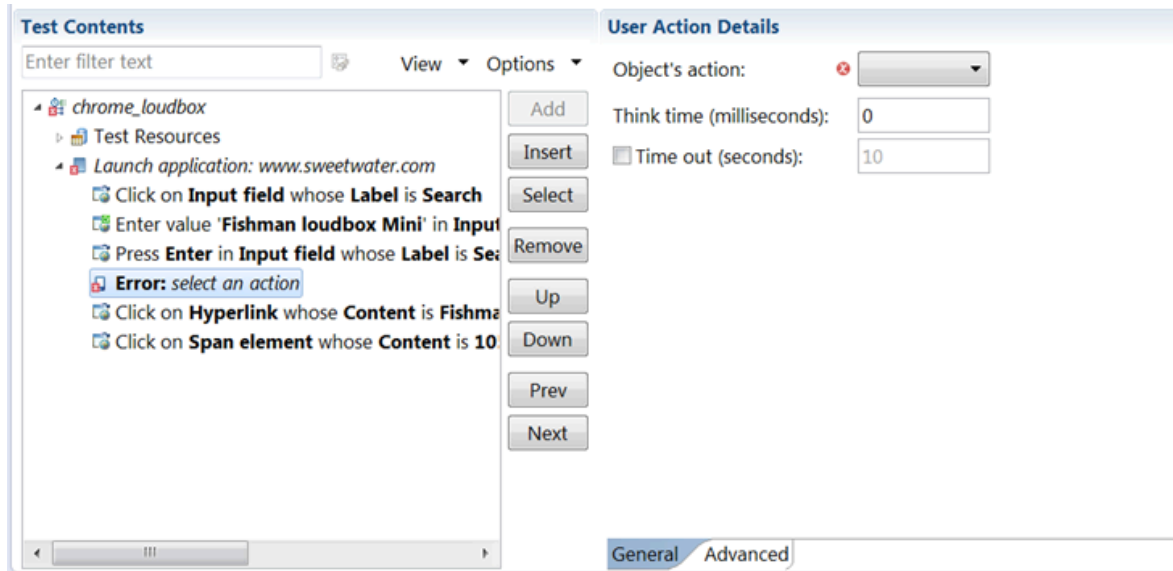 Test Contents
Enter filter text
View
Options
chrome_loudbox
Test Resources
Launch application: www.sweetwater.com
Click on Input field whose Label is Search
Enter value 'Fishman loudbox Mini' in Input
Press Enter in Input field whose Label is Sea
Error: select an action
Click on Hyperlink whose Content is Fishma
Click on Span element whose Content is 10
Add
Insert
Select
Remove
Up
Down
Prev
Next
User Action Details
Object's action:
Think time (milliseconds): 0
Time out (seconds): 10
General Advanced